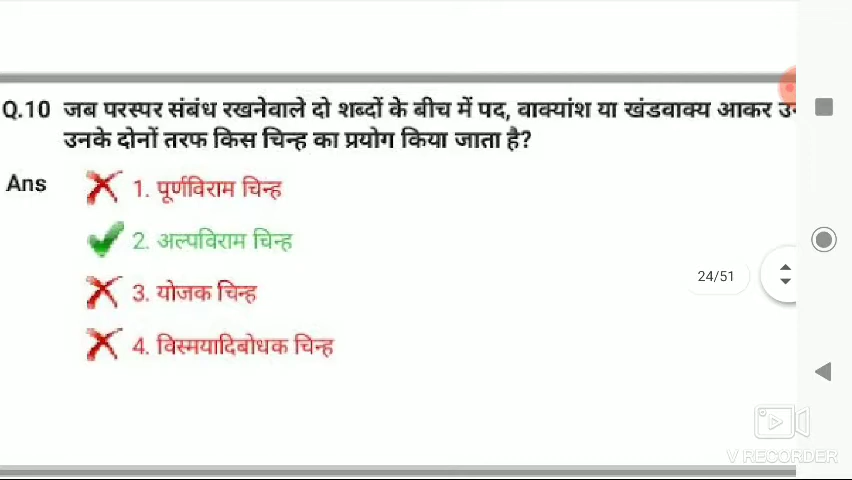 Q.10 जब परस्पर संबंध रखनेवाले दो शब्दों के बीच में पद, वाक्यांश या खंडवाक्य आकर
उनके दोनों तरफ किस चिन्ह का प्रयोग किया जाता है?
Ans 1. पूर्णविराम चिन्ह
2. अल्पविराम चिन्ह
24/51
3. योजक चिन्ह
4. विस्मयादिबोधक चिन्ह
V RECORDER